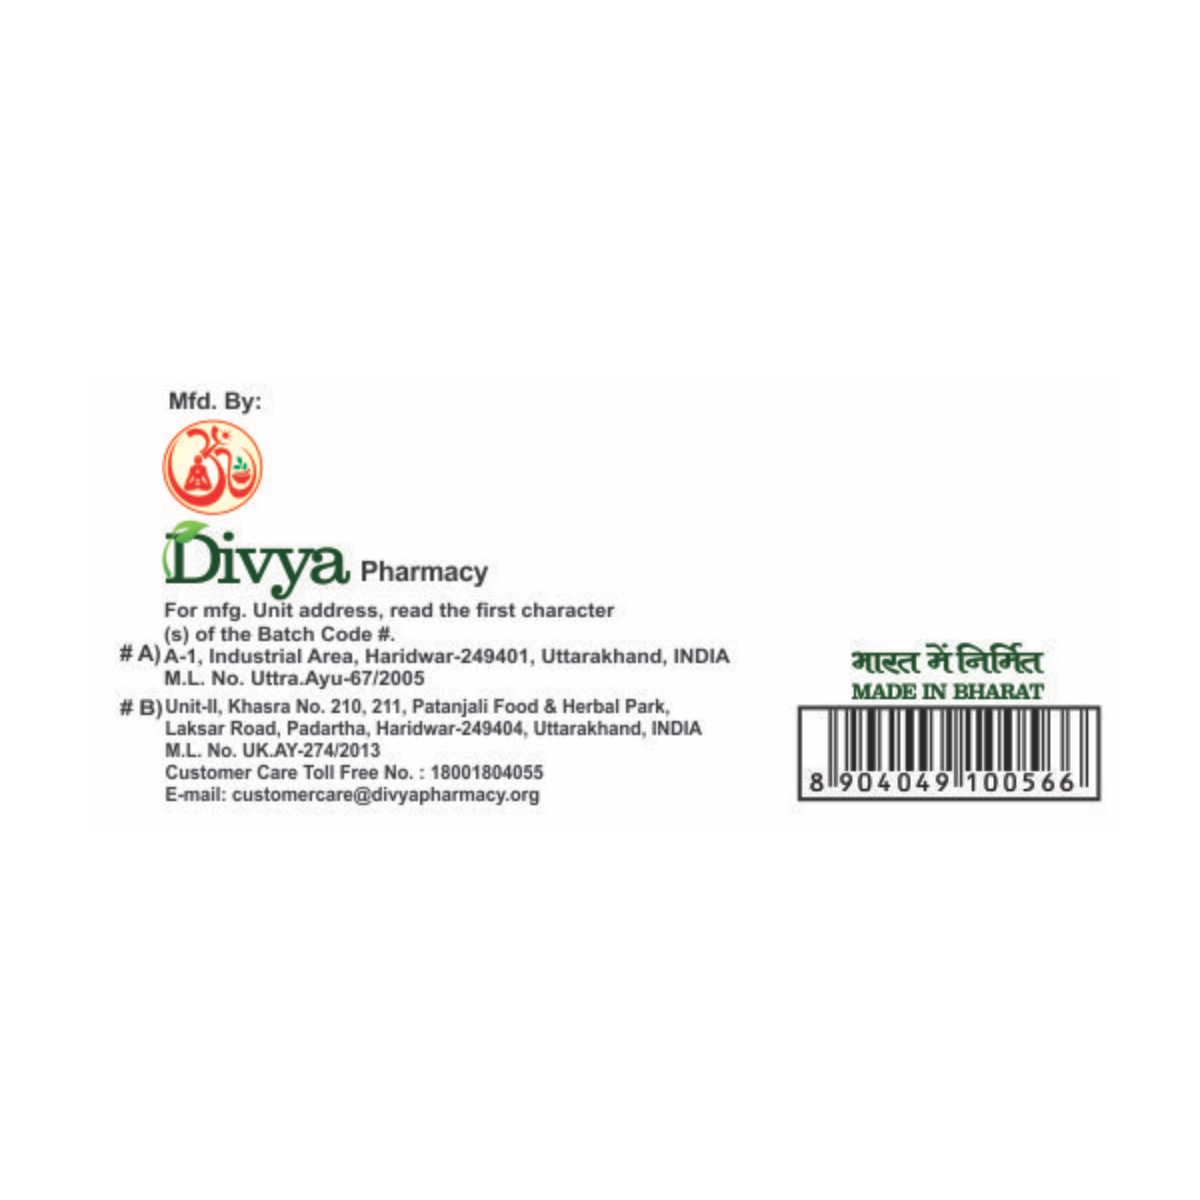 Mfd. By:
Divya Pharmacy
For mfg. Unit address, read the first character
(s) of the Batch Code #.
# A) A-1, Industrial Area, Haridwar-249401, Uttarakhand, INDIA
M.L. No. Uttra.Ayu-67/2005
# B) Unit-II, Khasra No. 210, 211, Patanjali Food & Herbal Park,
Laksar Road, Padartha, Haridwar-249404, Uttarakhand, INDIA
M.L. No. UK.AY-274/2013
Customer Care Toll Free No. : 18001804055
E-mail: customercare@divyapharmacy.org
भारत में निर्मित
MADE IN BHARAT
8 904049 100566